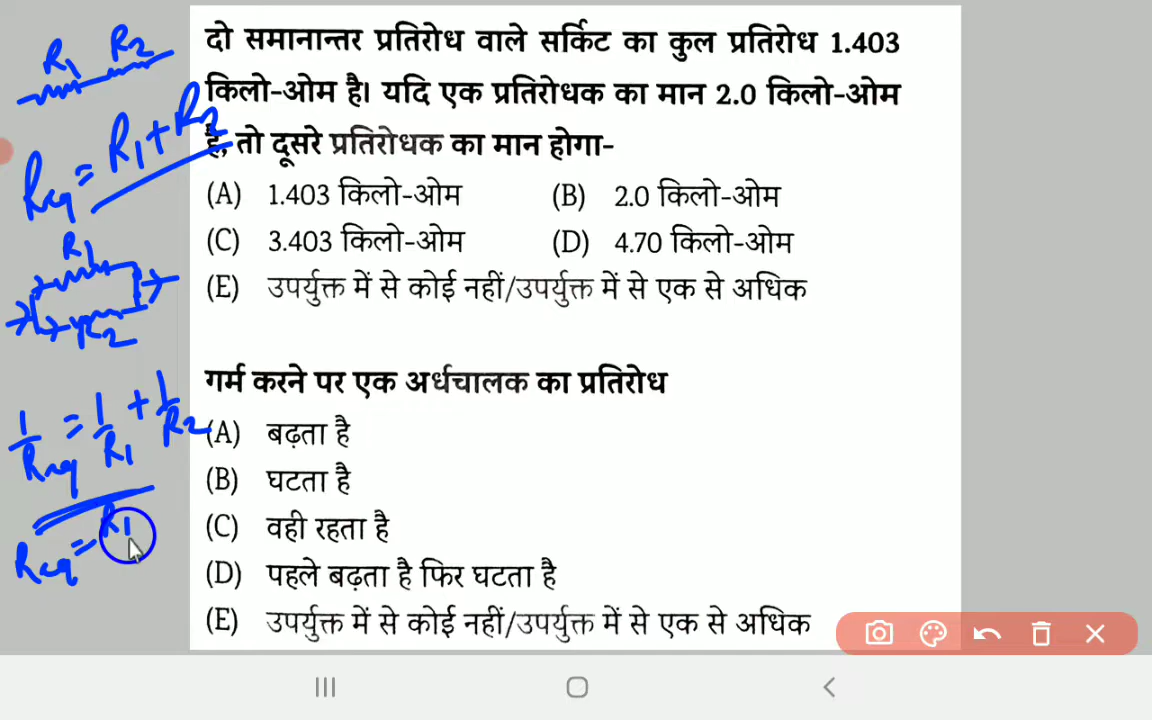 R1 R2
Req = R1 + R2
R1
R2
1/Req = 1/R1 + 1/R2
Req = R1
दो समानान्तर प्रतिरोध वाले सर्किट का कुल प्रतिरोध 1.403
किलो-ओम है। यदि एक प्रतिरोधक का मान 2.0 किलो-ओम
है, तो दूसरे प्रतिरोधक का मान होगा-
(A) 1.403 किलो-ओम (B) 2.0 किलो-ओम
(C) 3.403 किलो-ओम (D) 4.70 किलो-ओम
(E) उपर्युक्त में से कोई नहीं/उपर्युक्त में से एक से अधिक
गर्म करने पर एक अर्धचालक का प्रतिरोध
(A) बढ़ता है
(B) घटता है
(C) वही रहता है
(D) पहले बढ़ता है फिर घटता है
(E) उपर्युक्त में से कोई नहीं/उपर्युक्त में से एक से अधिक